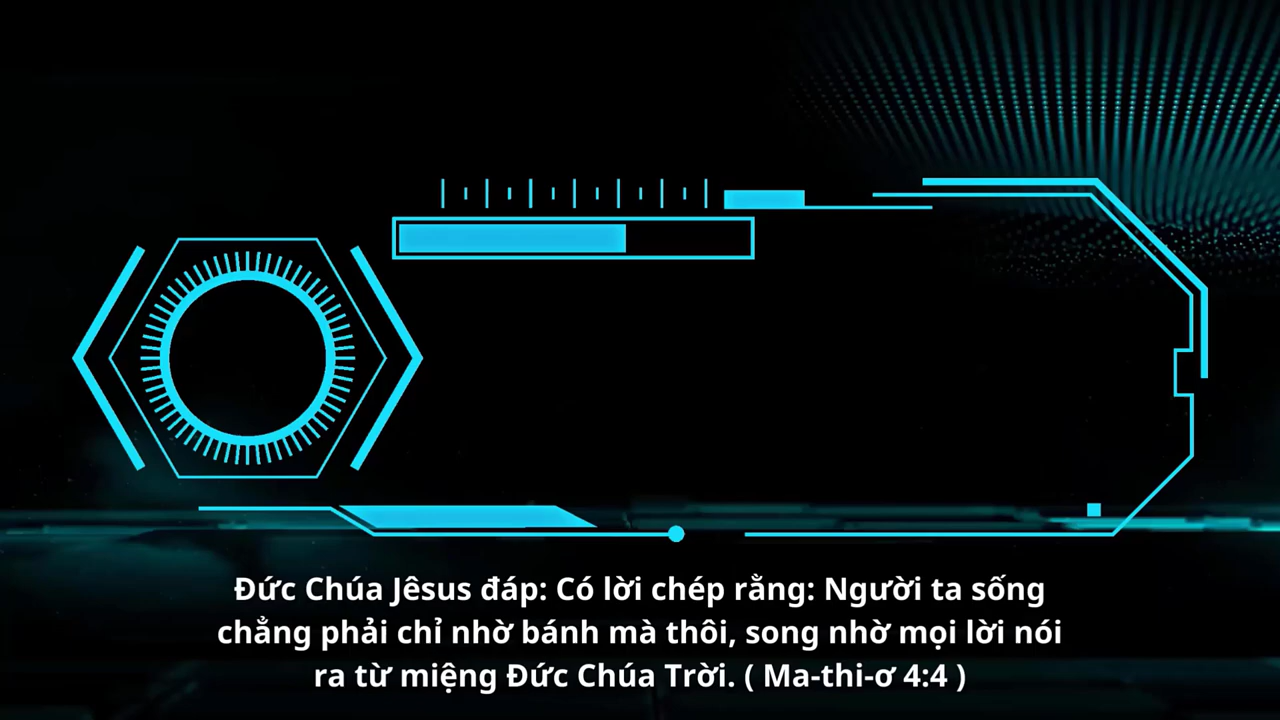 Đức Chúa Jêsus đáp: Có lời chép rằng: Người ta sống
chẳng phải chỉ nhờ bánh mà thôi, song nhờ mọi lời nói
ra từ miệng Đức Chúa Trời. ( Ma-thi-ơ 4:4 )